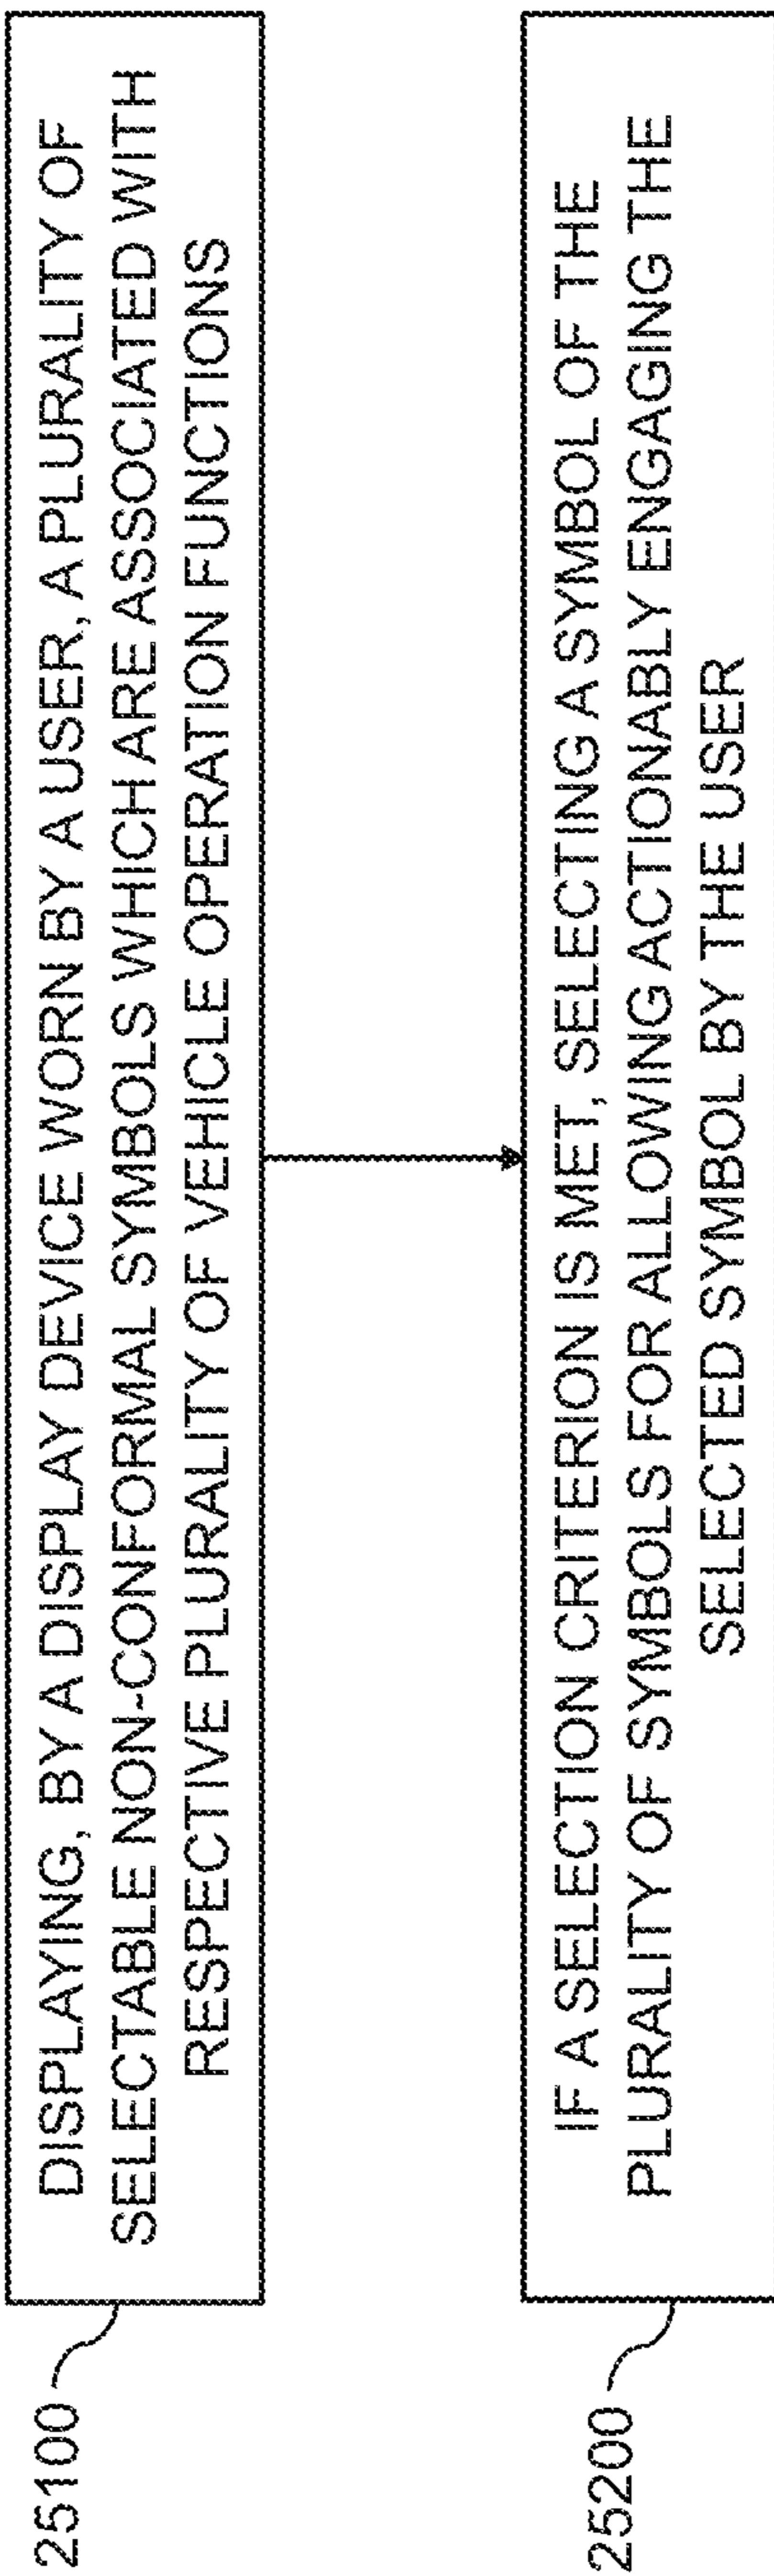 25100
DISPLAYING, BY A DISPLAY DEVICE WORN BY A USER, A PLURALITY OF
SELECTABLE NON-CONFORMAL SYMBOLS WHICH ARE ASSOCIATED WITH
RESPECTIVE PLURALITY OF VEHICLE OPERATION FUNCTIONS
25200
IF A SELECTION CRITERION IS MET, SELECTING A SYMBOL OF THE
PLURALITY OF SYMBOLS FOR ALLOWING ACTIONABLY ENGAGING THE
SELECTED SYMBOL BY THE USER